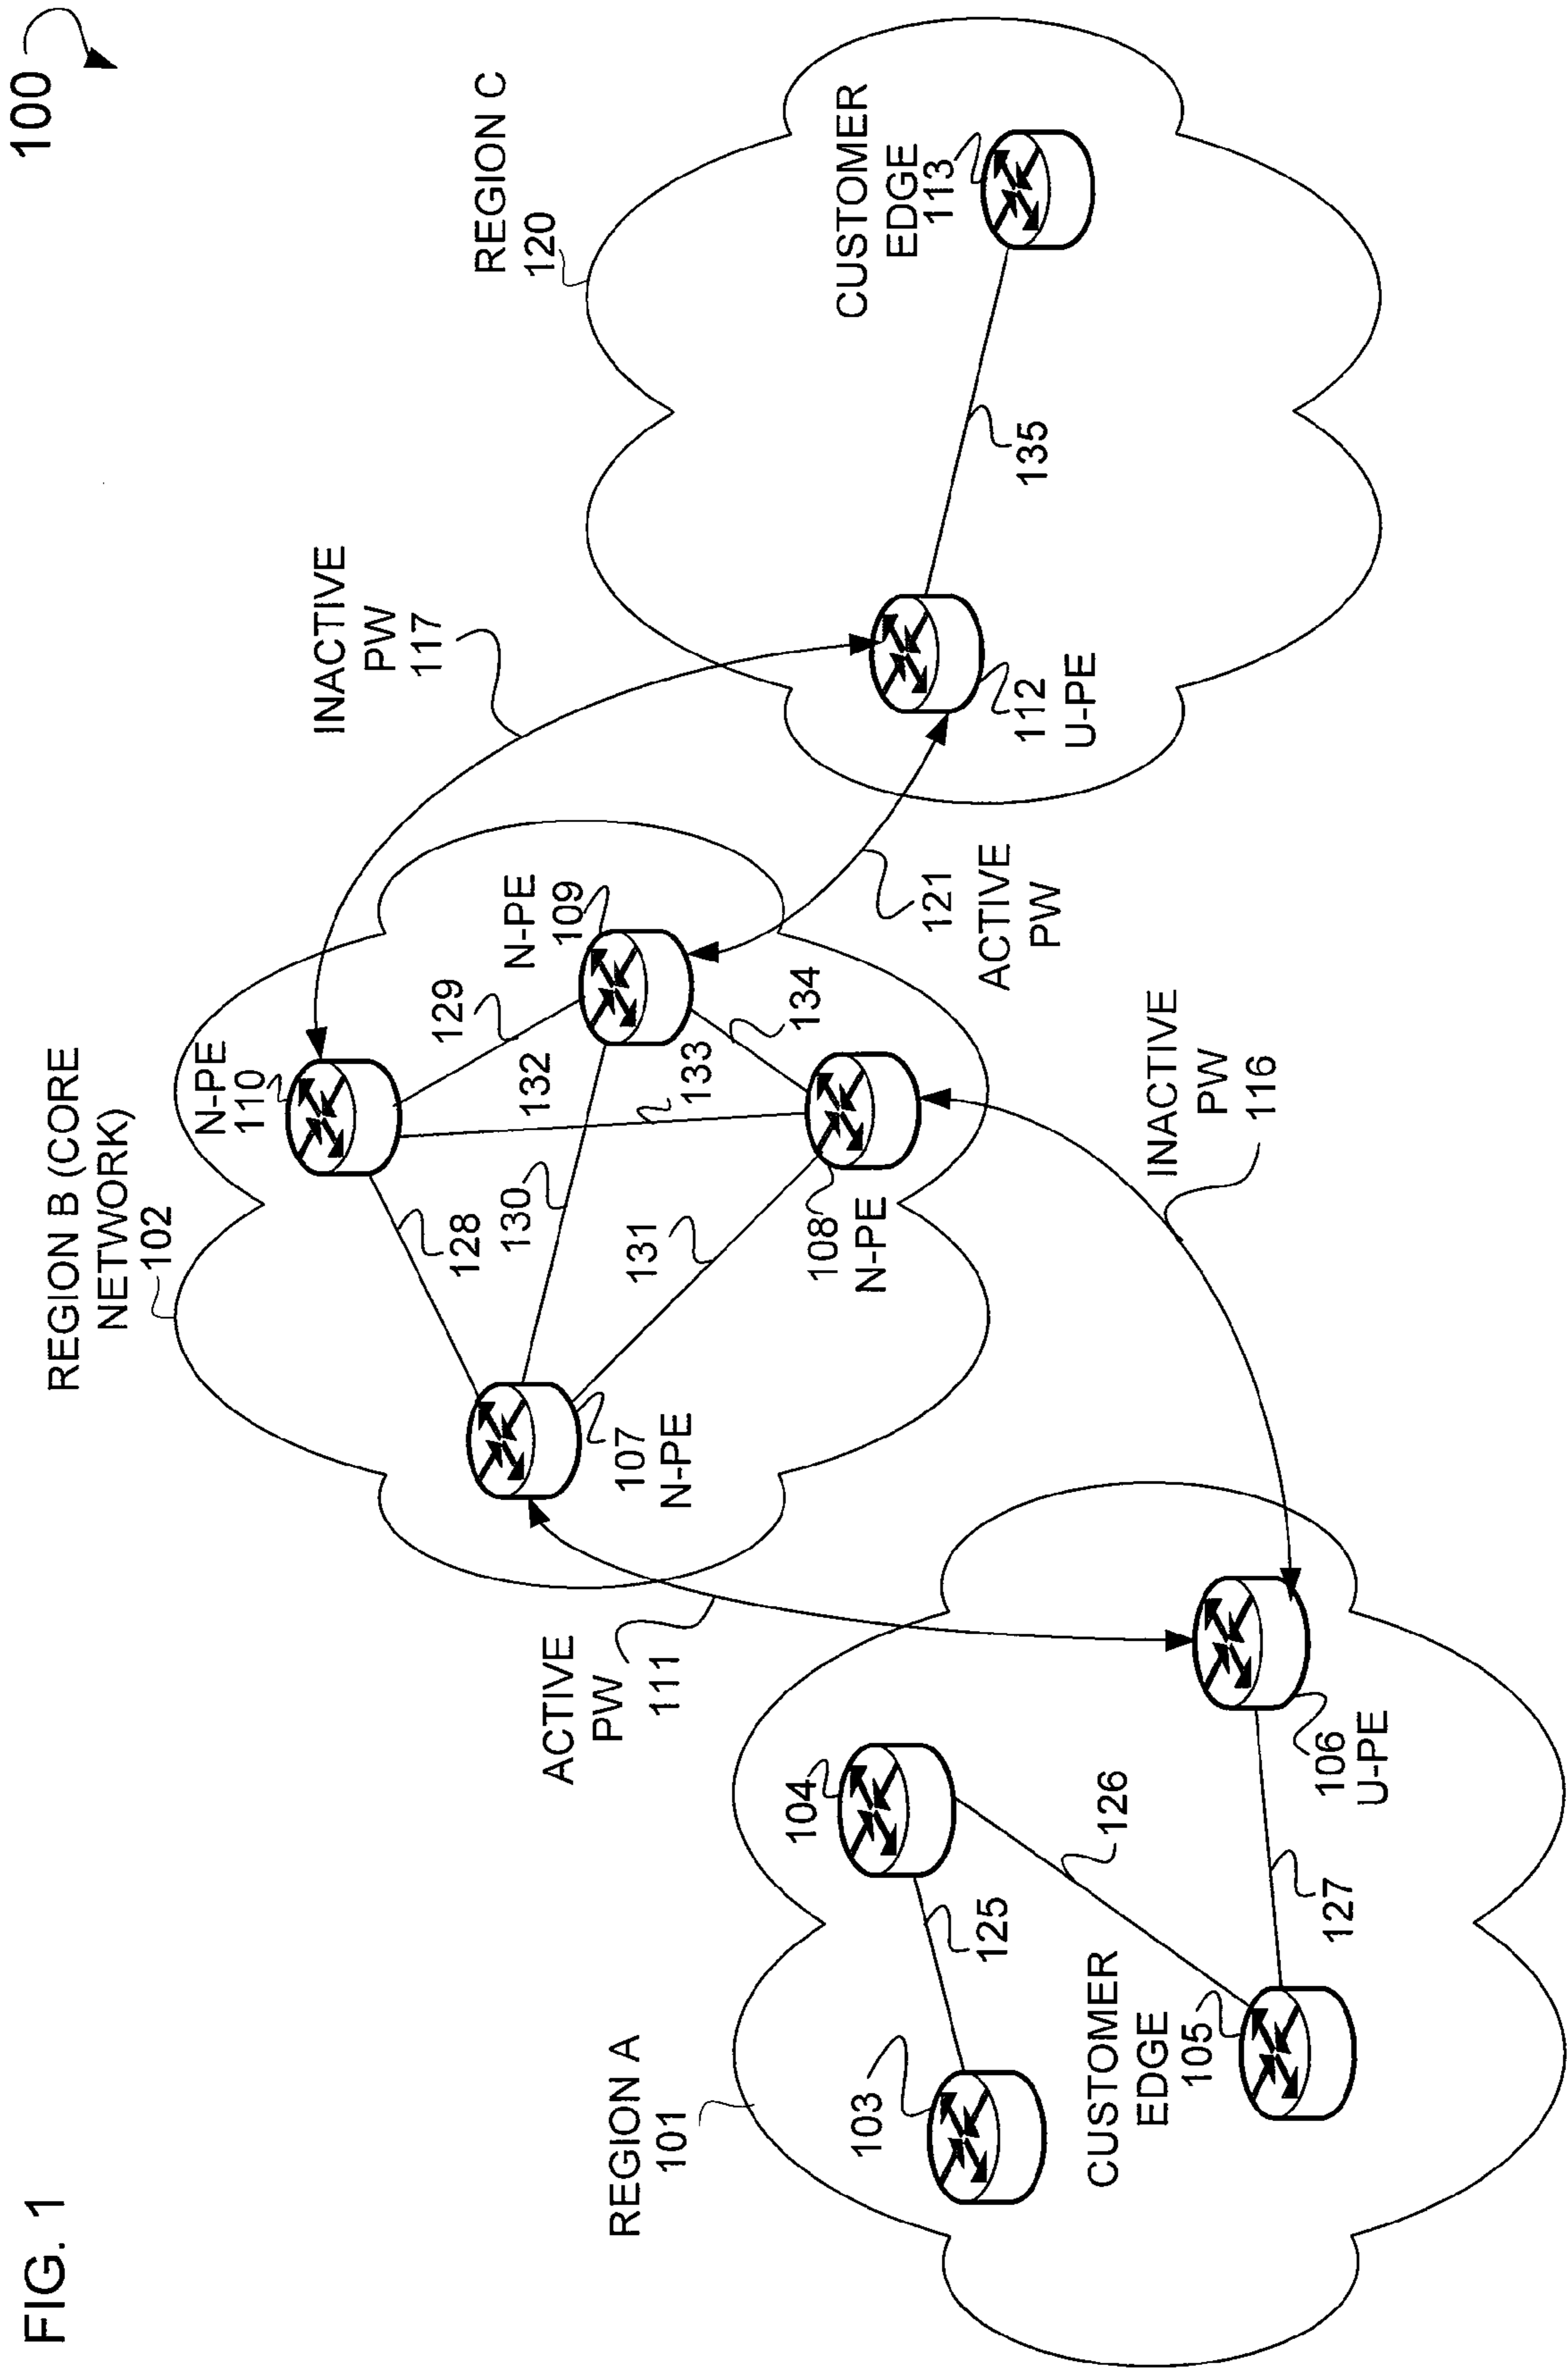 FIG. 1
100
REGION A
101
103
104
125
126
CUSTOMER
EDGE
105
127
106
U-PE
ACTIVE
PW
111
REGION B (CORE
NETWORK)
102
107
N-PE
128
130
131
N-PE
110
108
N-PE
129
132
133
134
N-PE
109
INACTIVE
PW
116
INACTIVE
PW
117
121
ACTIVE
PW
REGION C
120
112
U-PE
135
CUSTOMER
EDGE
113